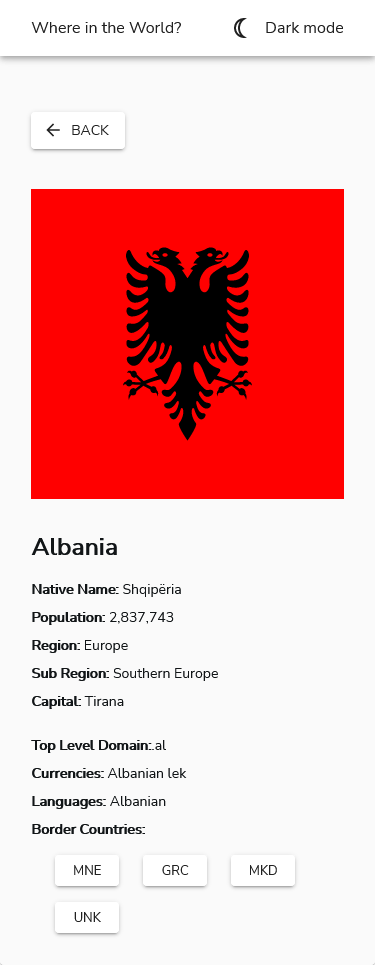 Where in the World? Dark mode
BACK
Albania
Native Name: Shqipëria
Population: 2,837,743
Region: Europe
Sub Region: Southern Europe
Capital: Tirana
Top Level Domain:.al
Currencies: Albanian lek
Languages: Albanian
Border Countries:
MNE GRC MKD
UNK